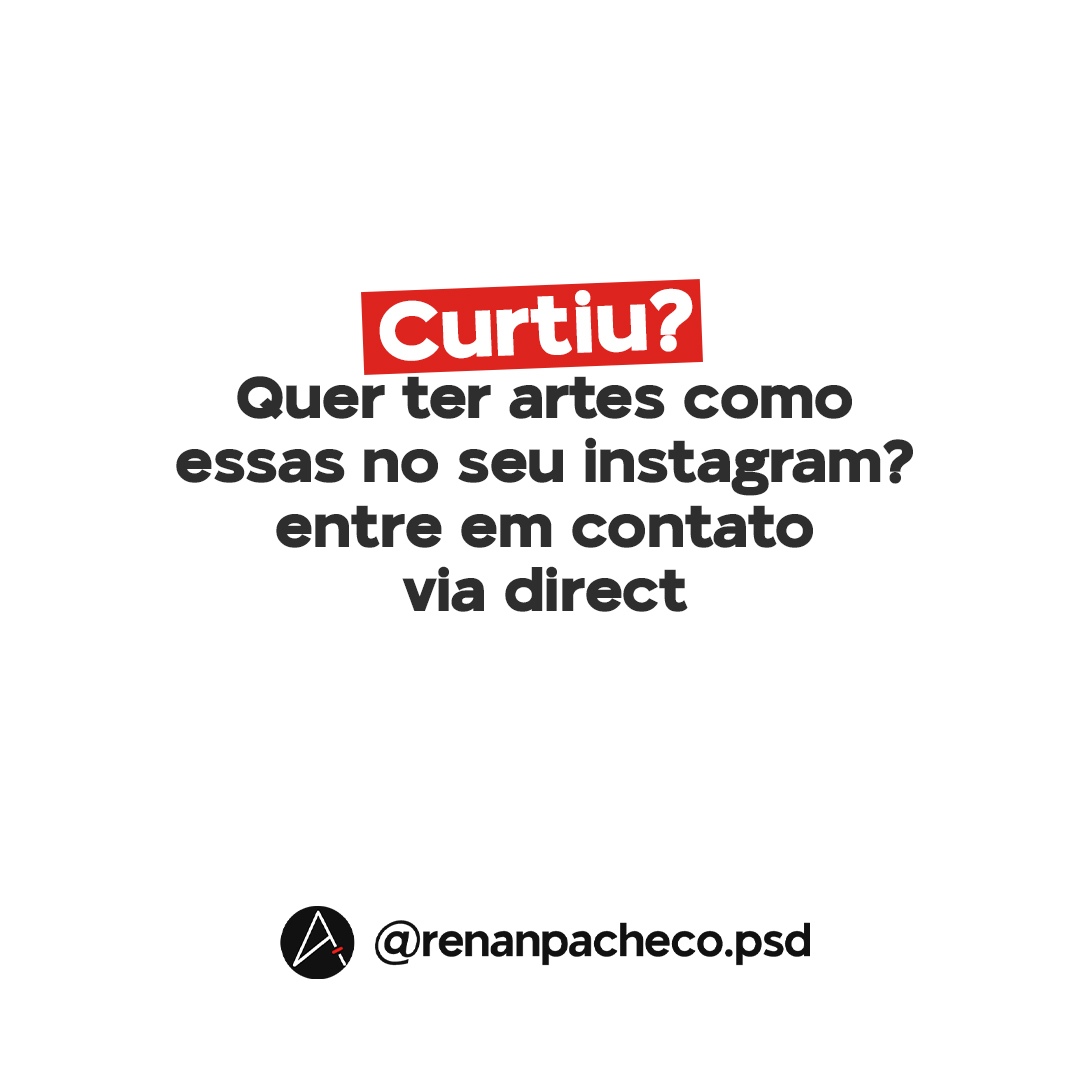 Curtiu?
Quer ter artes como
essas no seu instagram?
entre em contato
via direct
@renanpacheco.psd